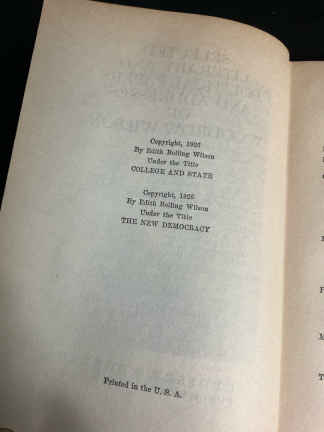 Copyright, 1925
By Edith Bolling Wilson
Under the Title
COLLEGE AND STATE
Copyright, 1926
By Edith Bolling Wilson
Under the Title
THE NEW DEMOCRACY
Printed in the U. S. A.